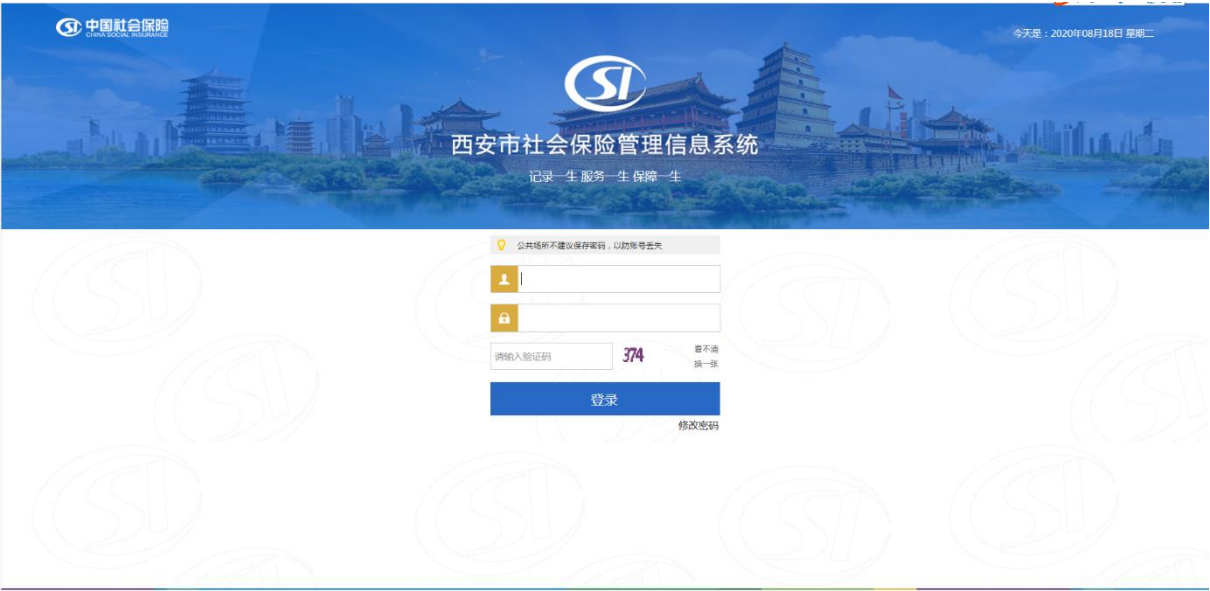 中国社会保险
CHINA SOCIAL INSURANCE
今天是：2020年08月18日 星期二
SI
西安市社会保险管理信息系统
记录一生 服务一生 保障一生
公共场所不建议保存密码，以防账号丢失
请输入验证码
374
看不清
换一张
登录
修改密码